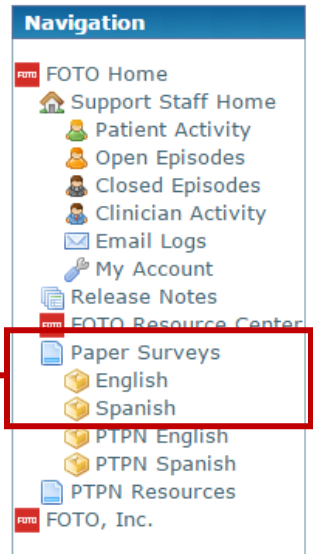 Navigation
FOTO Home
Support Staff Home
Patient Activity
Open Episodes
Closed Episodes
Clinician Activity
Email Logs
My Account
Release Notes
FOTO Resource Center
Paper Surveys
English
Spanish
PTPN English
PTPN Spanish
PTPN Resources
FOTO, Inc.